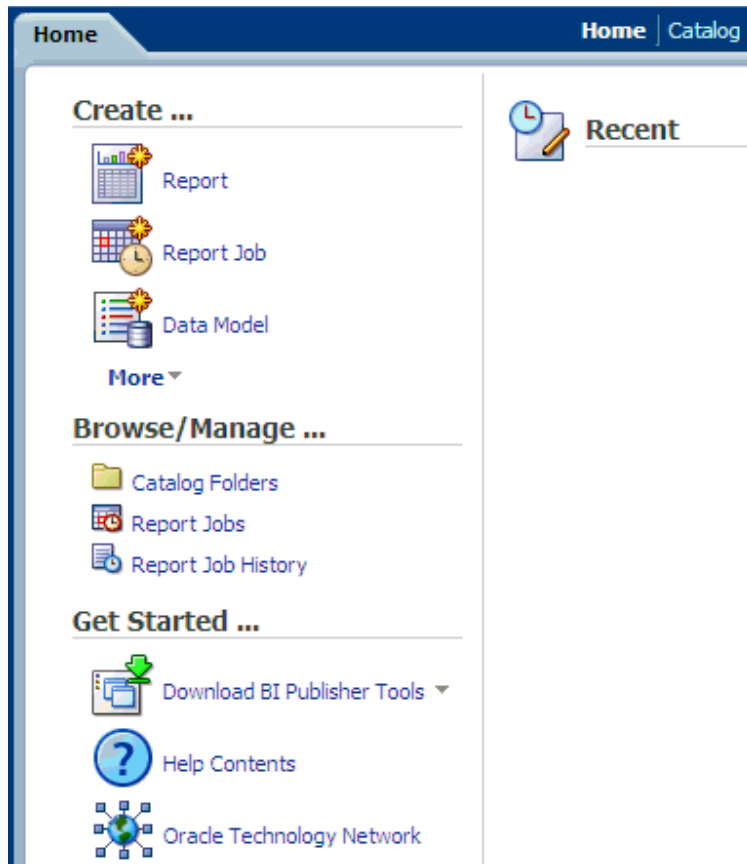 Home
Home Catalog
Create ...
Report
Report Job
Data Model
More
Browse/Manage ...
Catalog Folders
Report Jobs
Report Job History
Get Started ...
Download BI Publisher Tools
? Help Contents
Oracle Technology Network
Recent